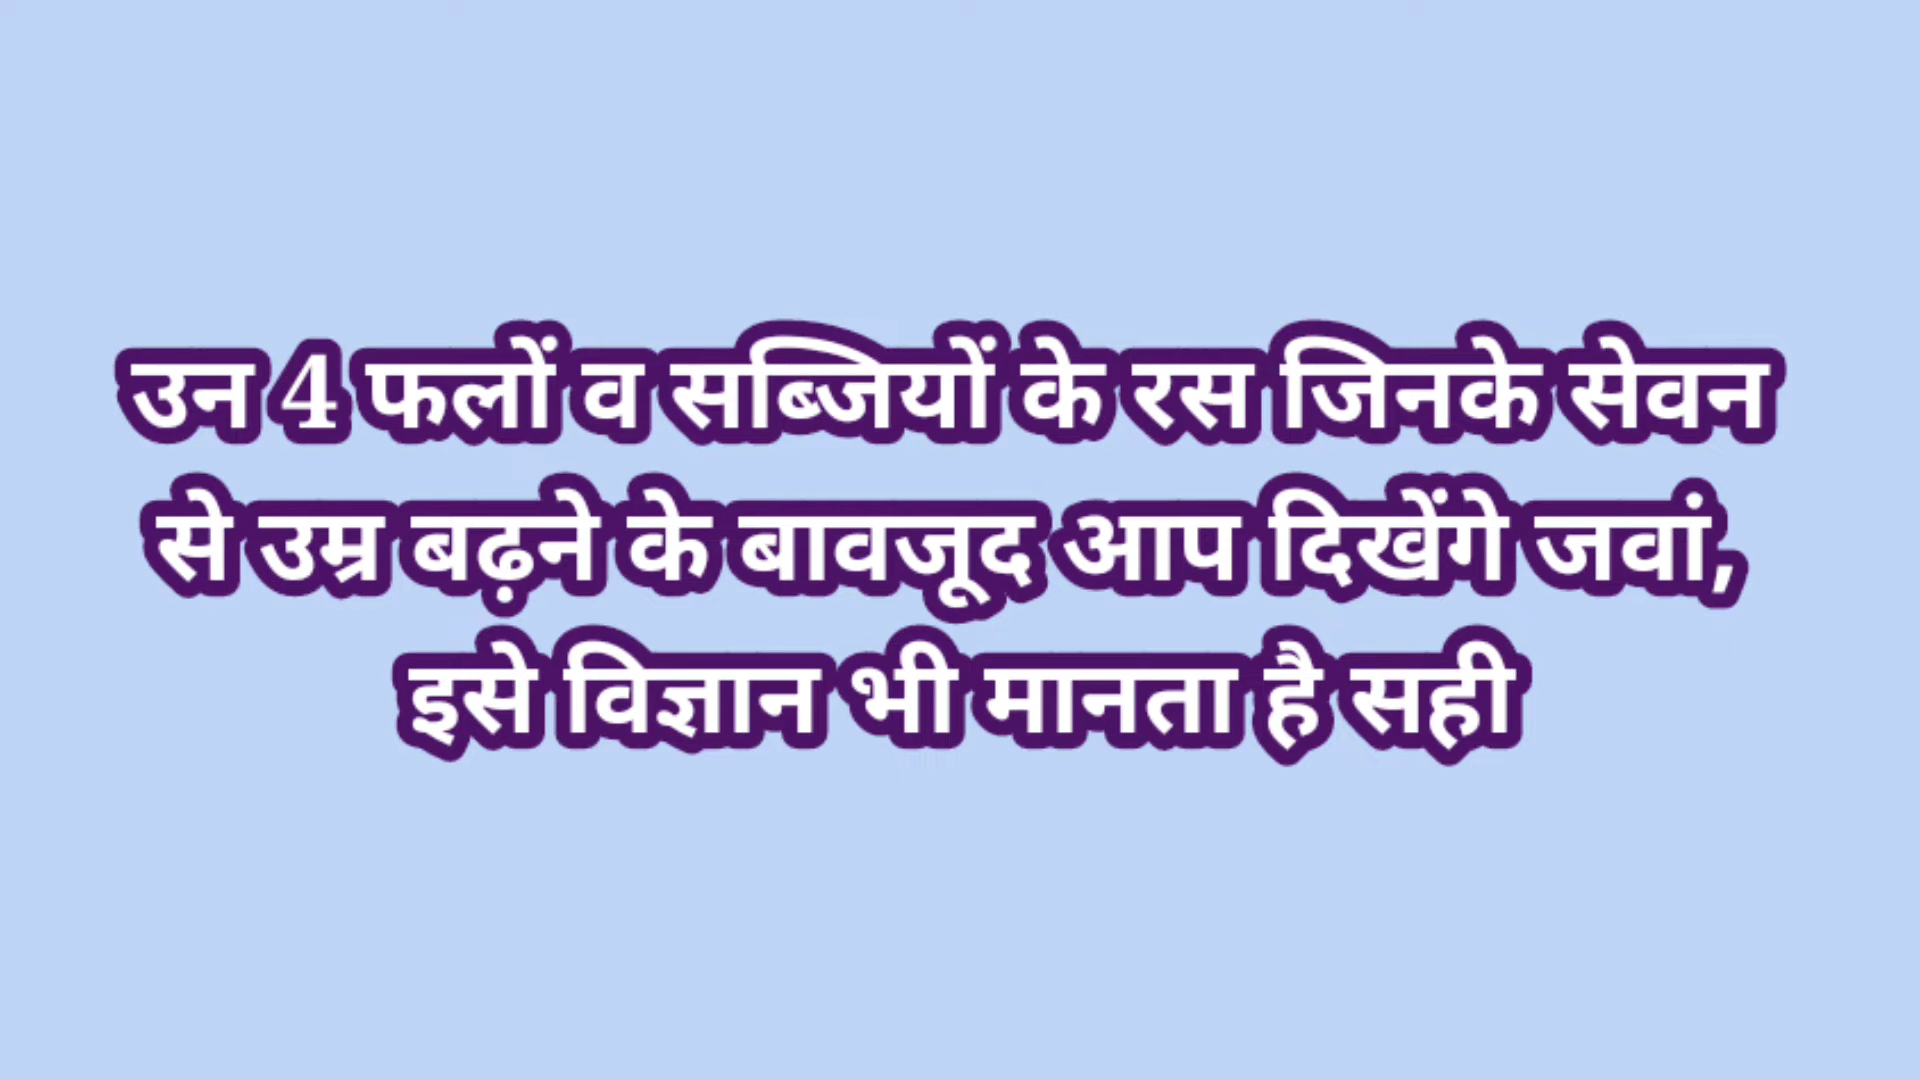 उन 4 फलों व सब्जियों के रस जिनके सेवन
से उम्र बढ़ने के बावजूद आप दिखेंगे जवां,
इसे विज्ञान भी मानता है सही